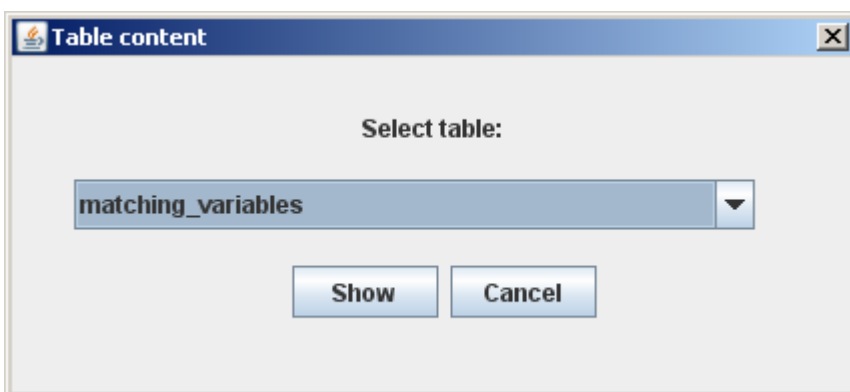 Table content
Select table:
matching_variables
Show Cancel